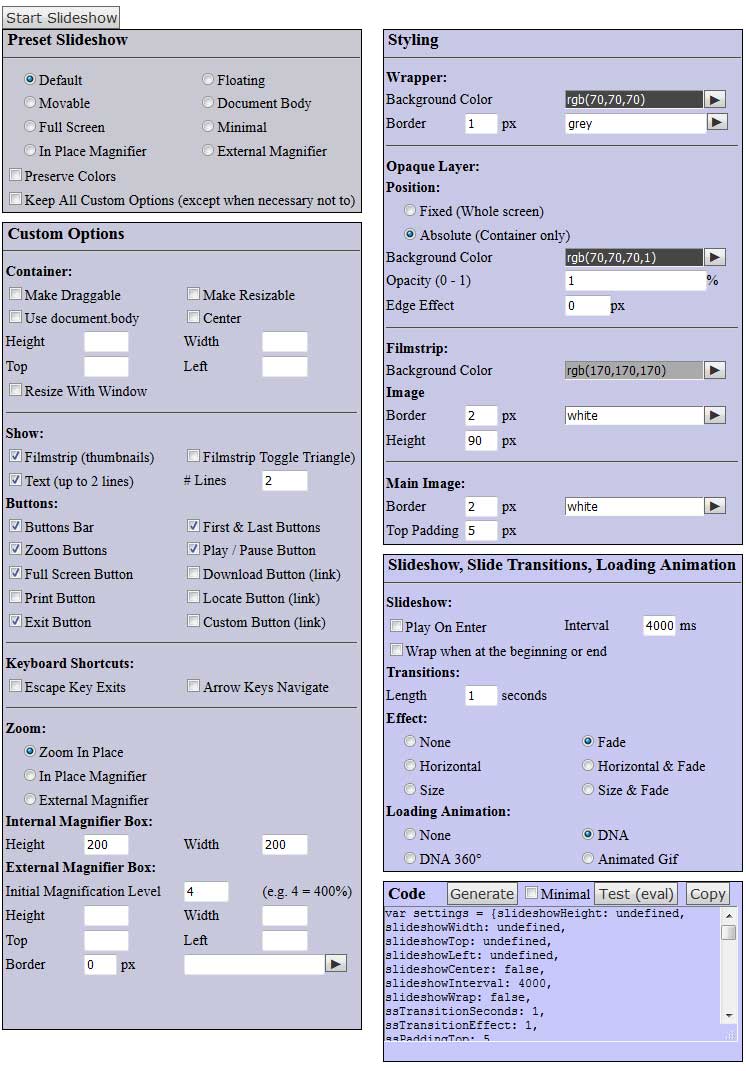 Start Slideshow
Preset Slideshow
Default Floating
Movable Document Body
Full Screen Minimal
In Place Magnifier External Magnifier
Preserve Colors
Keep All Custom Options (except when necessary not to)
Custom Options
Container:
Make Draggable Make Resizable
Use document.body Center
Height Width
Top Left
Resize With Window
Show:
Filmstrip (thumbnails) Filmstrip Toggle Triangle)
Text (up to 2 lines) # Lines 2
Buttons:
Buttons Bar First & Last Buttons
Zoom Buttons Play / Pause Button
Full Screen Button Download Button (link)
Print Button Locate Button (link)
Exit Button Custom Button (link)
Keyboard Shortcuts:
Escape Key Exits Arrow Keys Navigate
Zoom:
Zoom In Place
In Place Magnifier
External Magnifier
Internal Magnifier Box:
Height 200 Width 200
External Magnifier Box:
Initial Magnification Level 4 (e.g. 4 = 400%)
Height Width
Top Left
Border 0 px
Styling
Wrapper:
Background Color rgb(70,70,70)
Border 1 px grey
Opaque Layer:
Position:
Fixed (Whole screen)
Absolute (Container only)
Background Color rgb(70,70,70,1)
Opacity (0 - 1) 1 %
Edge Effect 0 px
Filmstrip:
Background Color rgb(170,170,170)
Image
Border 2 px white
Height 90 px
Main Image:
Border 2 px white
Top Padding 5 px
Slideshow, Slide Transitions, Loading Animation
Slideshow:
Play On Enter Interval 4000 ms
Wrap when at the beginning or end
Transitions:
Length 1 seconds
Effect:
None Fade
Horizontal Horizontal & Fade
Size Size & Fade
Loading Animation:
None DNA
DNA 360° Animated Gif
Code Generate Minimal Test (eval) Copy
var settings = {slideshowHeight: undefined,
slideshowWidth: undefined,
slideshowTop: undefined,
slideshowLeft: undefined,
slideshowCenter: false,
slideshowInterval: 4000,
slideshowWrap: false,
ssTransitionSeconds: 1,
ssTransitionEffect: 1,
ssPaddingTop: 5